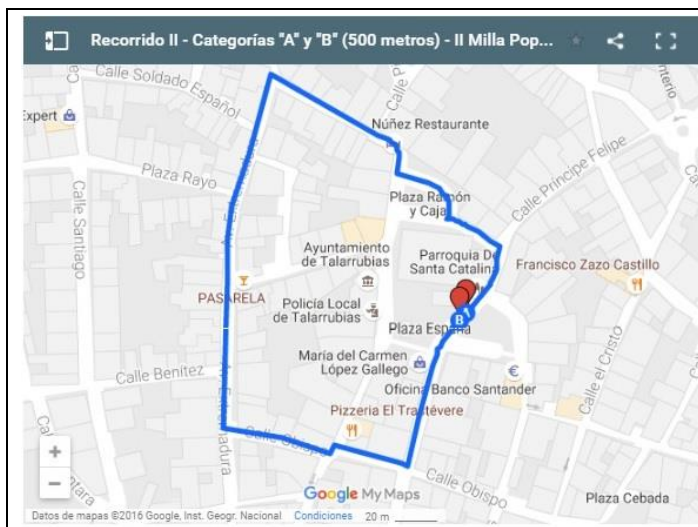 Recorrido II - Categorías "A" y "B" (500 metros) - II Milla Pop...
Calle Soldado Español
Expert
Núñez Restaurante
Calle Príncipe Felipe
Plaza Rayo
Av. Extremadura
Plaza Ramón
y Cajal
Calle Santiago
Ayuntamiento
de Talarrubias
Parroquia De
Santa Catalina
Francisco Zazo Castillo
PASARELA
Policía Local
de Talarrubias
B
Plaza España
María del Carmen
López Gallego
Calle Benítez
€
Oficina Banco Santander
Calle el Cristo
Pizzeria El Trastévere
Calle Obispo
Calle Obispo
Plaza Cebada
+
−
Google My Maps
Datos de mapas ©2016 Google, Inst. Geogr. Nacional Condiciones 20 m